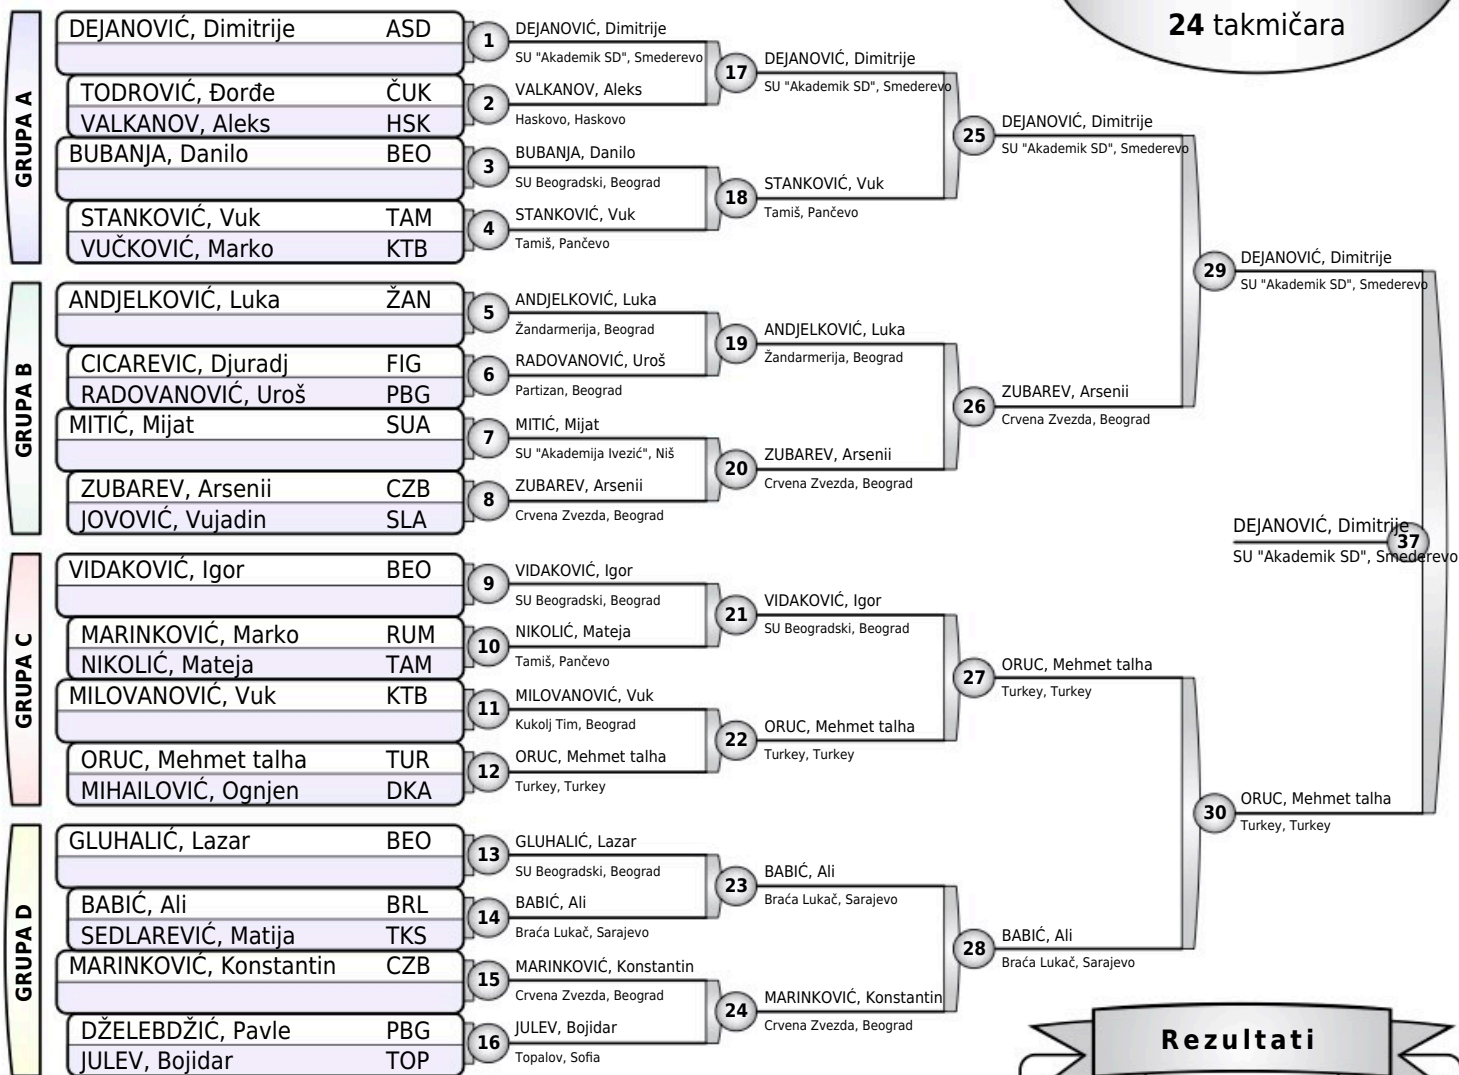 24 takmičara
GRUPA A
DEJANOVIĆ, Dimitrije ASD
TODROVIĆ, Đorđe ČUK
VALKANOV, Aleks HSK
BUBANJA, Danilo BEO
STANKOVIĆ, Vuk TAM
VUČKOVIĆ, Marko KTB
GRUPA B
ANDJELKOVIĆ, Luka ŽAN
CICAREVIC, Djuradj FIG
RADOVANOVIĆ, Uroš PBG
MITIĆ, Mijat SUA
ZUBAREV, Arsenii CZB
JOVOVIĆ, Vujadin SLA
GRUPA C
VIDAKOVIĆ, Igor BEO
MARINKOVIĆ, Marko RUM
NIKOLIĆ, Mateja TAM
MILOVANOVIĆ, Vuk KTB
ORUC, Mehmet talha TUR
MIHAILOVIĆ, Ognjen DKA
GRUPA D
GLUHALIĆ, Lazar BEO
BABIĆ, Ali BRL
SEDLAREVIĆ, Matija TKS
MARINKOVIĆ, Konstantin CZB
DŽELEBDŽIĆ, Pavle PBG
JULEV, Bojidar TOP
1 DEJANOVIĆ, Dimitrije
SU "Akademik SD", Smederevo
2 VALKANOV, Aleks
Haskovo, Haskovo
3 BUBANJA, Danilo
SU Beogradski, Beograd
4 STANKOVIĆ, Vuk
Tamiš, Pančevo
5 ANDJELKOVIĆ, Luka
Žandarmerija, Beograd
6 RADOVANOVIĆ, Uroš
Partizan, Beograd
7 MITIĆ, Mijat
SU "Akademija Ivezić", Niš
8 ZUBAREV, Arsenii
Crvena Zvezda, Beograd
9 VIDAKOVIĆ, Igor
SU Beogradski, Beograd
10 NIKOLIĆ, Mateja
Tamiš, Pančevo
11 MILOVANOVIĆ, Vuk
Kukolj Tim, Beograd
12 ORUC, Mehmet talha
Turkey, Turkey
13 GLUHALIĆ, Lazar
SU Beogradski, Beograd
14 BABIĆ, Ali
Braća Lukač, Sarajevo
15 MARINKOVIĆ, Konstantin
Crvena Zvezda, Beograd
16 JULEV, Bojidar
Topalov, Sofia
17 DEJANOVIĆ, Dimitrije
SU "Akademik SD", Smederevo
18 STANKOVIĆ, Vuk
Tamiš, Pančevo
19 ANDJELKOVIĆ, Luka
Žandarmerija, Beograd
20 ZUBAREV, Arsenii
Crvena Zvezda, Beograd
21 VIDAKOVIĆ, Igor
SU Beogradski, Beograd
22 ORUC, Mehmet talha
Turkey, Turkey
23 BABIĆ, Ali
Braća Lukač, Sarajevo
24 MARINKOVIĆ, Konstantin
Crvena Zvezda, Beograd
25 DEJANOVIĆ, Dimitrije
SU "Akademik SD", Smederevo
26 ZUBAREV, Arsenii
Crvena Zvezda, Beograd
27 ORUC, Mehmet talha
Turkey, Turkey
28 BABIĆ, Ali
Braća Lukač, Sarajevo
29 DEJANOVIĆ, Dimitrije
SU "Akademik SD", Smederevo
30 ORUC, Mehmet talha
Turkey, Turkey
DEJANOVIĆ, Dimitrije 37
SU "Akademik SD", Smederevo
Rezultati